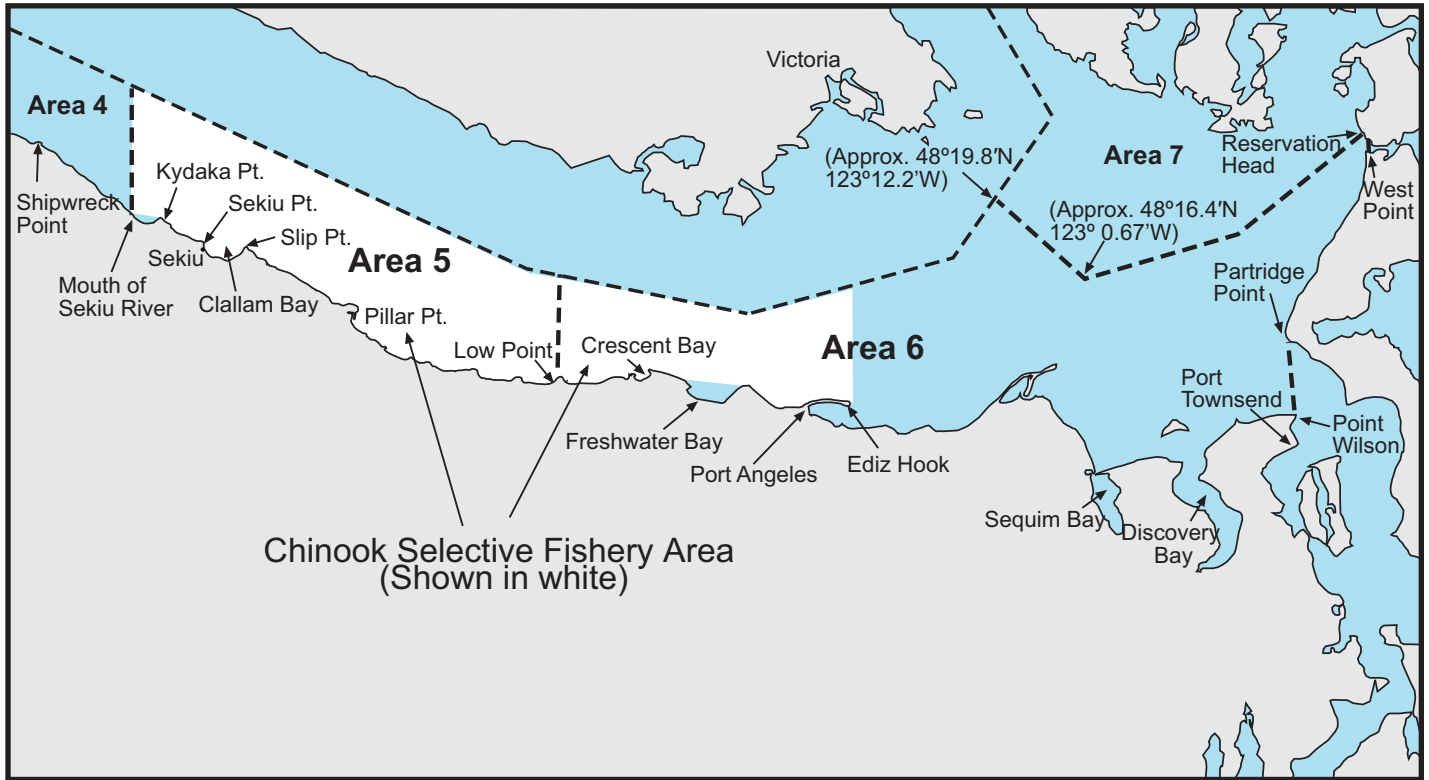 Victoria
Area 4
(Approx. 48º19.8'N
123º12.2'W)
Area 7
Reservation
Head
Kydaka Pt.
Shipwreck
Point
Sekiu Pt.
West
Point
(Approx. 48º16.4'N
123º 0.67'W)
Slip Pt.
Sekiu
Area 5
Mouth of
Sekiu River
Clallam Bay
Partridge
Point
Pillar Pt.
Low Point
Crescent Bay
Area 6
Port
Townsend
Point
Wilson
Freshwater Bay
Port Angeles
Ediz Hook
Sequim Bay
Discovery
Bay
Chinook Selective Fishery Area
(Shown in white)